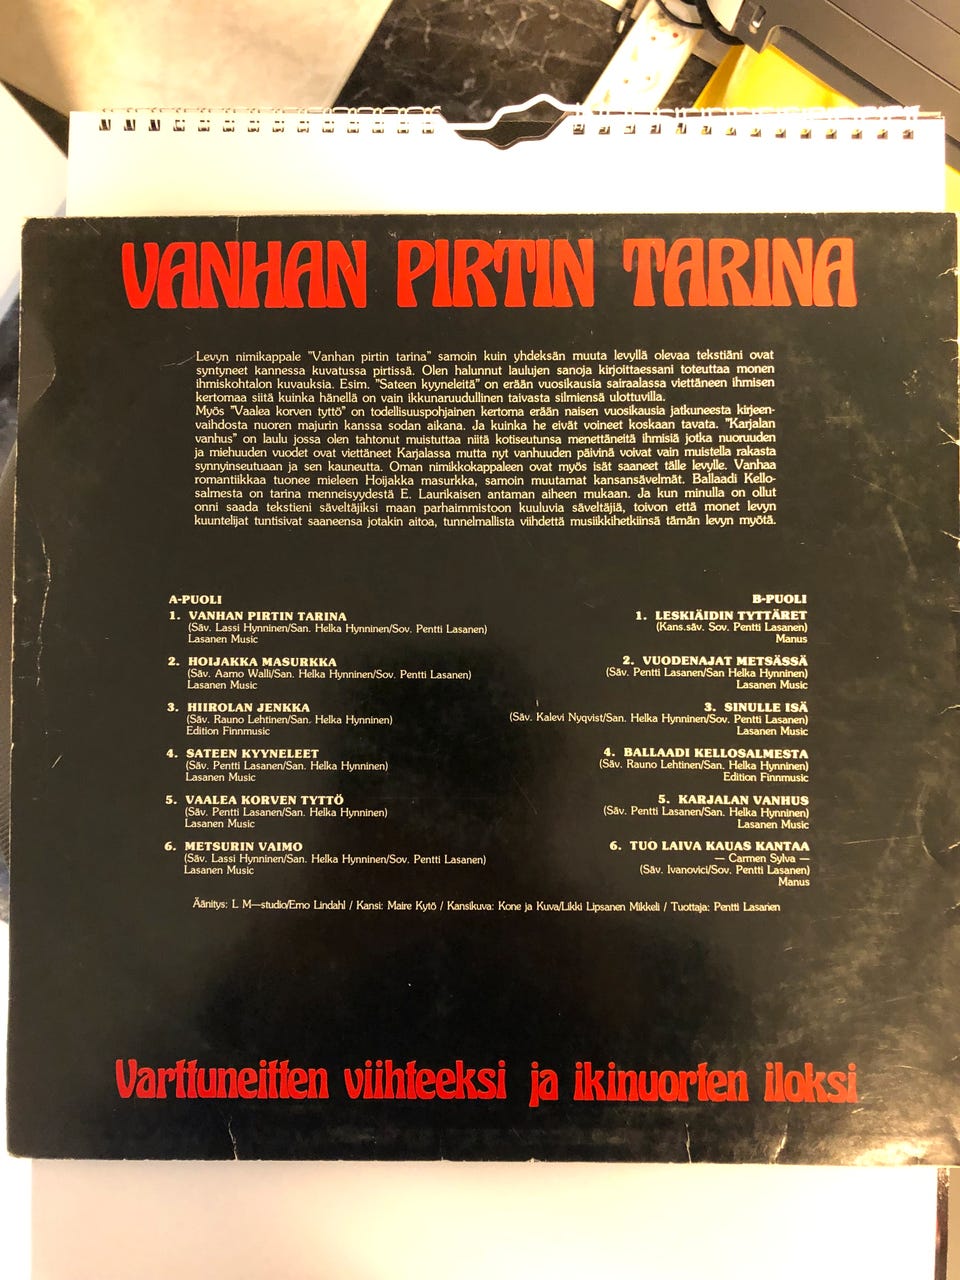 VANHAN PIRTIN TARINA
Levyn nimikappale "Vanhan pirtin tarina" samoin kuin yhdeksän muuta levyllä olevaa tekstiäni ovat
syntyneet kannessa kuvatussa pirtissä. Olen halunnut laulujen sanoja kirjoittaessani toteuttaa monen
ihmiskohtalon kuvauksia. Esim. "Sateen kyyneleitä" on erään vuosikausia sairaalassa viettäneen ihmisen
kertomaa siitä kuinka hänellä on vain ikkunaruudullinen taivasta silmiensä ulottuvilla.
Myös "Vaalea korven tyttö" on todellisuuspohjainen kertoma erään naisen vuosikausia jatkuneesta kirjeen-
vaihdosta nuoren majurin kanssa sodan aikana. Ja kuinka he eivät voineet koskaan tavata. "Karjalan
vanhus" on laulu jossa olen tahtonut muistuttaa niitä kotiseutunsa menettäneitä ihmisiä jotka nuoruuden
ja miehuuden vuodet ovat viettäneet Karjalassa mutta nyt vanhuuden päivinä voivat vain muistella rakasta
synnyinseutuaan ja sen kauneutta. Oman nimikkokappaleen ovat myös isät saaneet tälle levylle. Vanhaa
romantiikkaa tuonee mieleen Hoijakka masurkka, samoin muutamat kansansävelmät. Ballaadi Kello-
salmesta on tarina menneisyydestä E. Laurikaisen antaman aiheen mukaan. Ja kun minulla on ollut
onni saada tekstieni säveltäjiksi maan parhaimmistoon kuuluvia säveltäjiä, toivon että monet levyn
kuuntelijat tuntisivat saaneensa jotakin aitoa, tunnelmallista viihdettä musiikkihetkiinsä tämän levyn myötä.
A-PUOLI
1. VANHAN PIRTIN TARINA
(Säv. Lassi Hynninen/San. Helka Hynninen/Sov. Pentti Lasanen)
Lasanen Music
2. HOIJAKKA MASURKKA
(Säv. Aarno Walli/San. Helka Hynninen/Sov. Pentti Lasanen)
Lasanen Music
3. HIIROLAN JENKKA
(Säv. Rauno Lehtinen/San. Helka Hynninen)
Edition Finnmusic
4. SATEEN KYYNELEET
(Säv. Pentti Lasanen/San. Helka Hynninen)
Lasanen Music
5. VAALEA KORVEN TYTTÖ
(Säv. Pentti Lasanen/San. Helka Hynninen)
Lasanen Music
6. METSURIN VAIMO
(Säv. Lassi Hynninen/San. Helka Hynninen/Sov. Pentti Lasanen)
Lasanen Music
B-PUOLI
1. LESKIÄIDIN TYTTÄRET
(Kans.säv. Sov. Pentti Lasanen)
Manus
2. VUODENAJAT METSÄSSÄ
(Säv. Pentti Lasanen/San Helka Hynninen)
Lasanen Music
3. SINULLE ISÄ
(Säv. Kalevi Nyqvist/San. Helka Hynninen/Sov. Pentti Lasanen)
Lasanen Music
4. BALLAADI KELLOSALMESTA
(Säv. Rauno Lehtinen/San. Helka Hynninen)
Edition Finnmusic
5. KARJALAN VANHUS
(Säv. Pentti Lasanen/San. Helka Hynninen)
Lasanen Music
6. TUO LAIVA KAUAS KANTAA
— Carmen Sylva —
(Säv. Ivanovici/Sov. Pentti Lasanen)
Manus
Äänitys: L M—studio/Erno Lindahl / Kansi: Maire Kytö / Kansikuva: Kone ja Kuva/Likki Lipsanen Mikkeli / Tuottaja: Pentti Lasanen
Varttuneitten viihteeksi ja ikinuorten iloksi